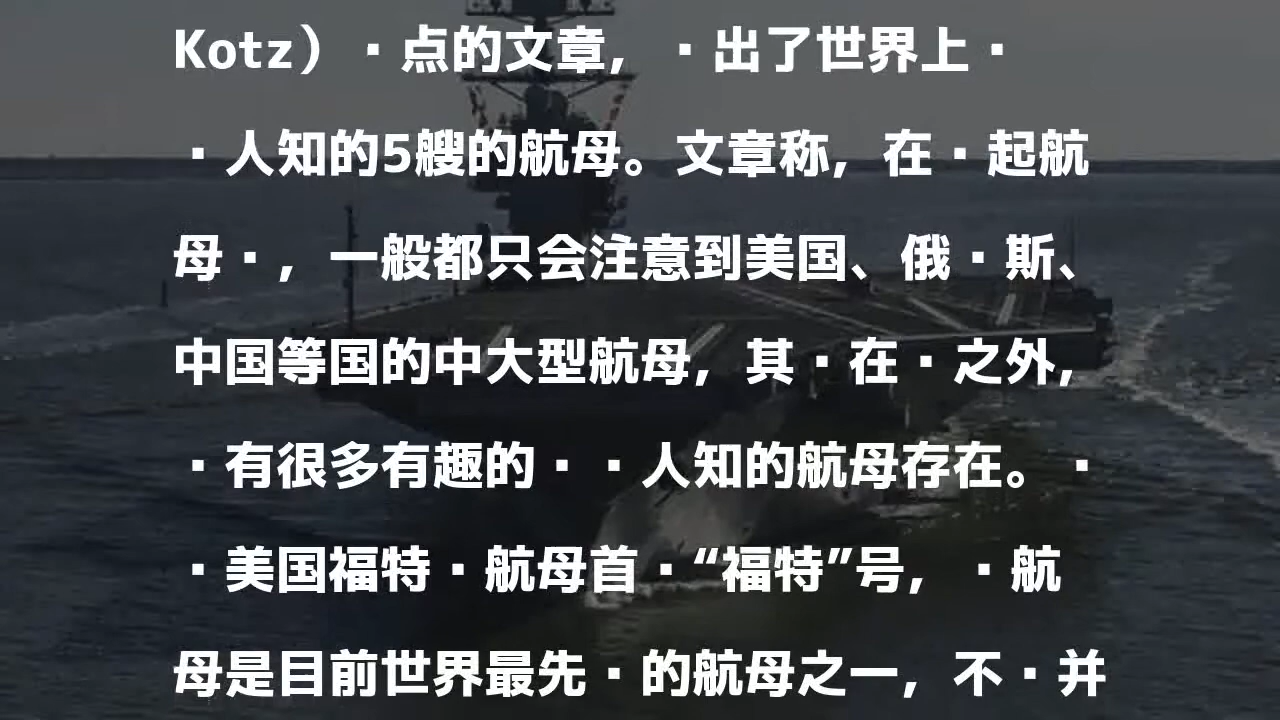 Kotz）·点的文章，·出了世界上·
·人知的5艘的航母。文章称，在·起航
母·，一般都只会注意到美国、俄·斯、
中国等国的中大型航母，其·在·之外，
·有很多有趣的··人知的航母存在。·
·美国福特·航母首·“福特”号，·航
母是目前世界最先·的航母之一，不·并